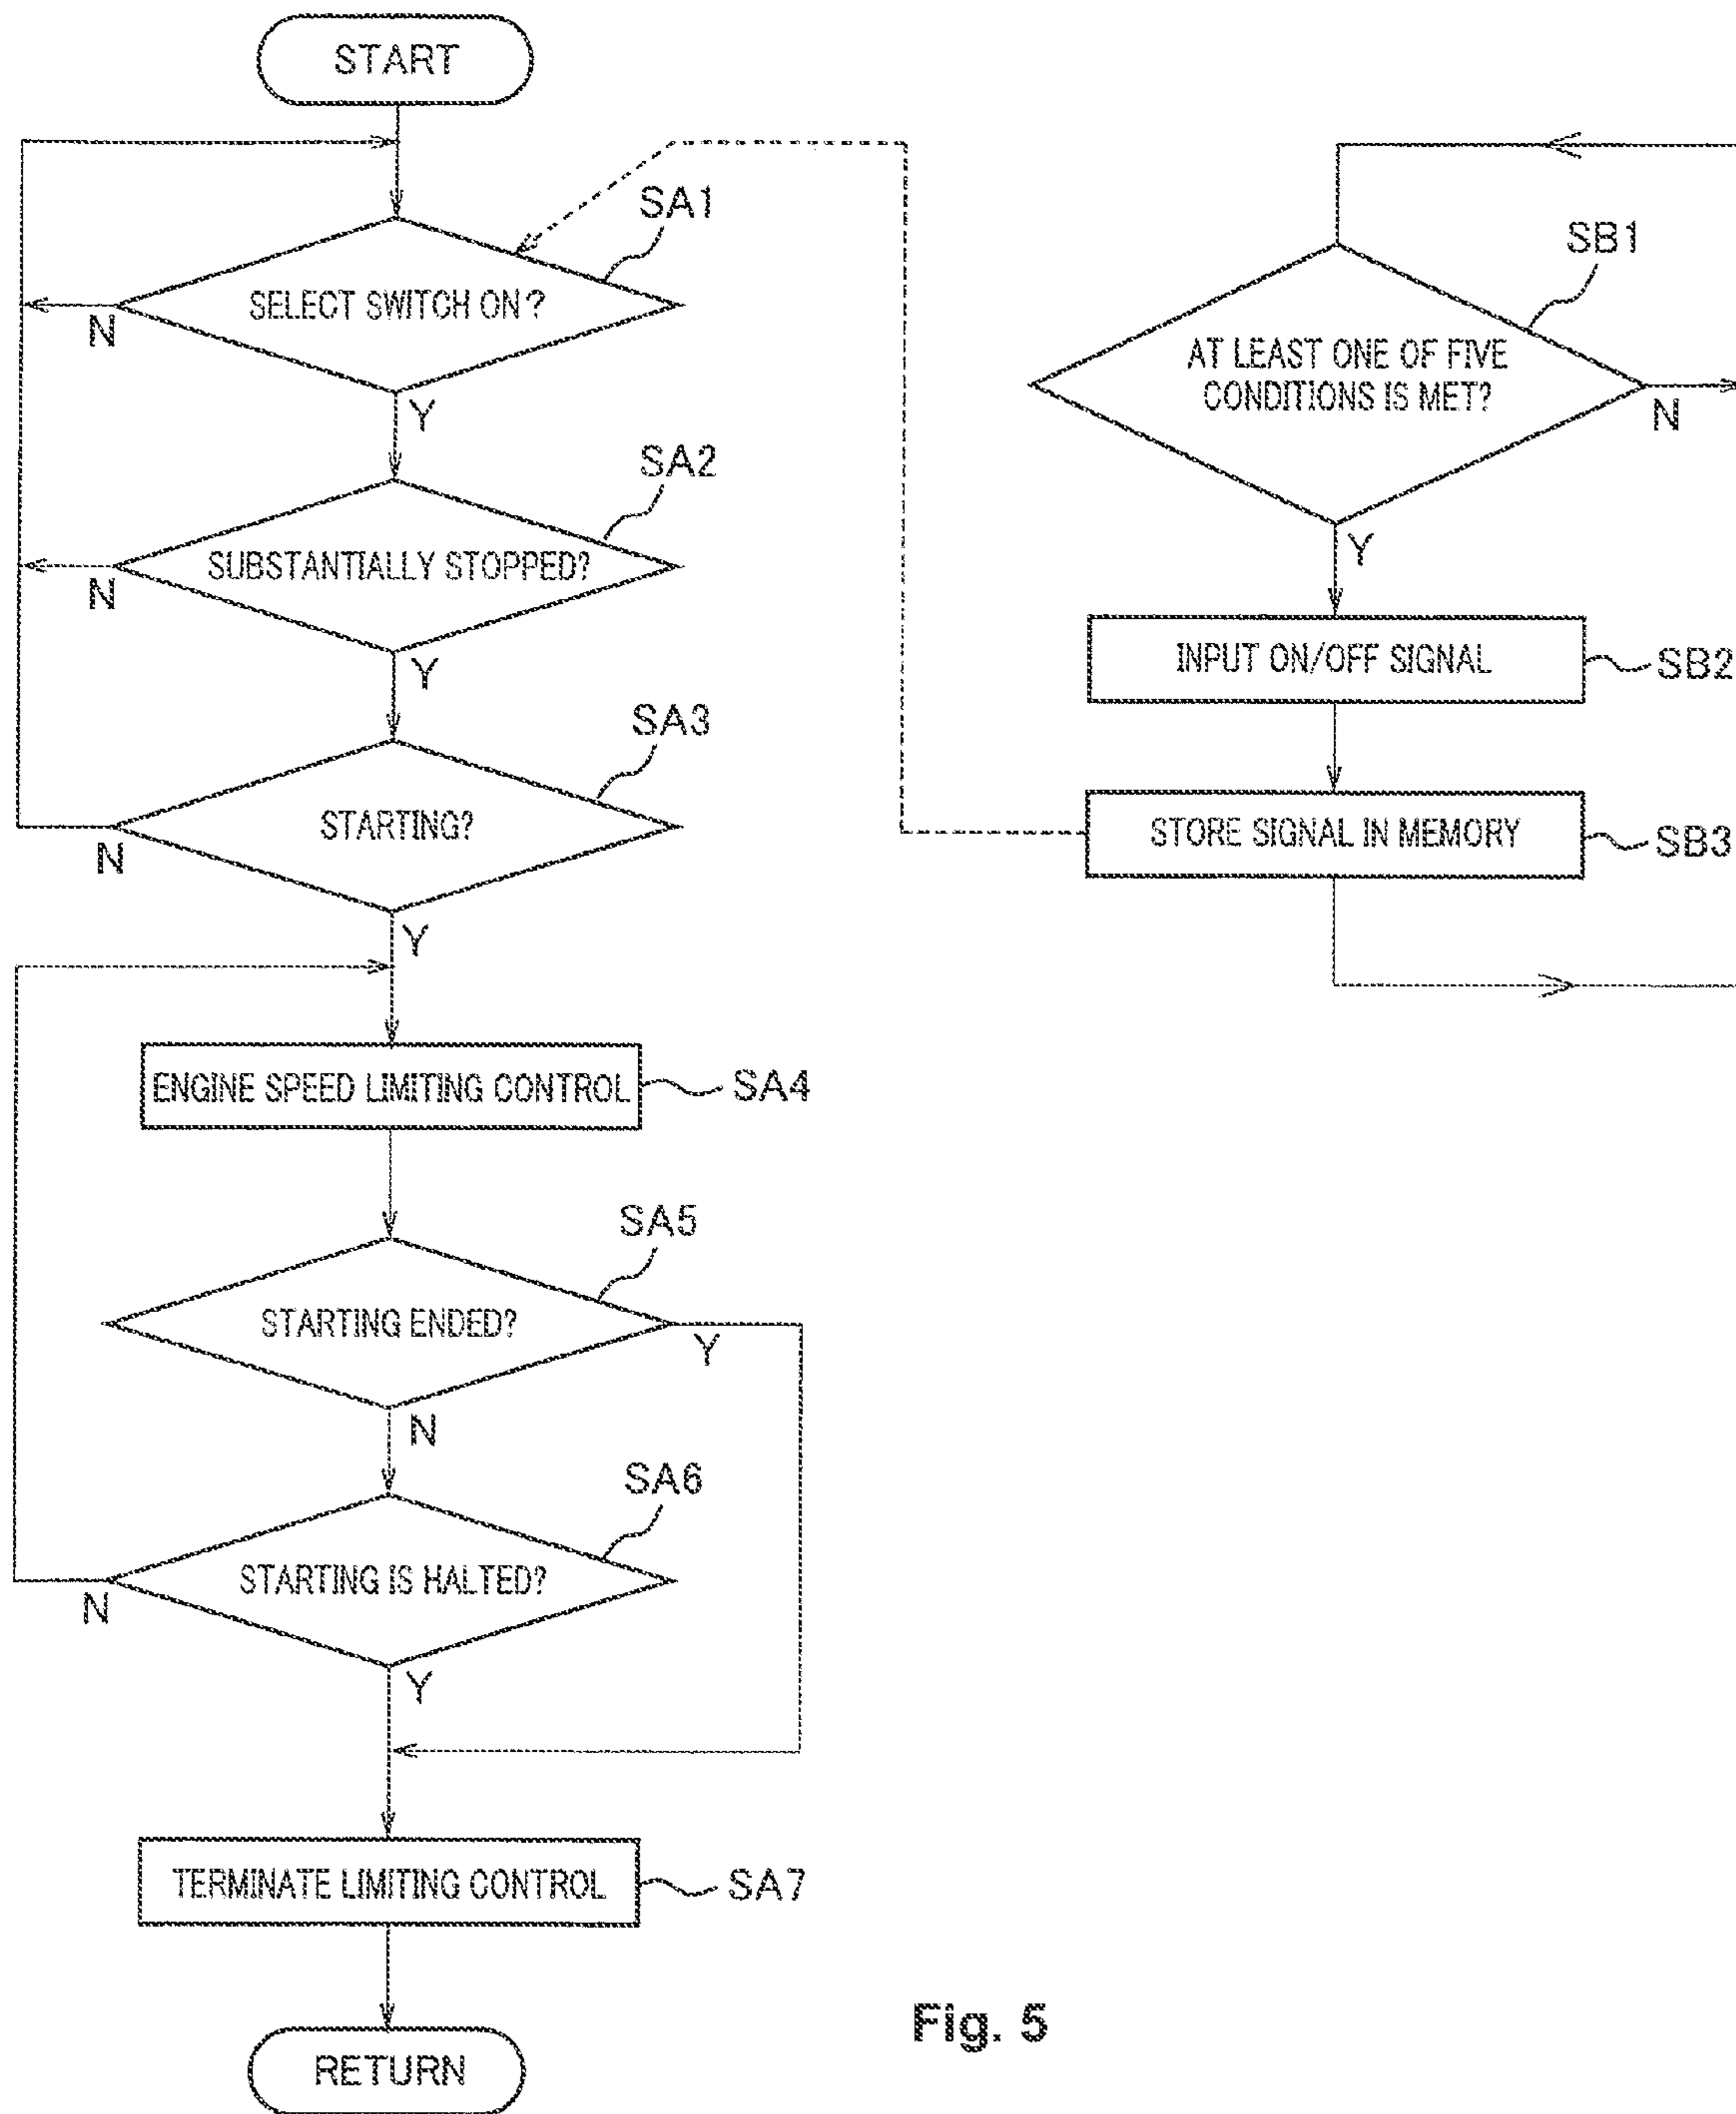 START
SA1
SELECT SWITCH ON?
N
Y
SA2
SUBSTANTIALLY STOPPED?
N
Y
SA3
STARTING?
N
Y
ENGINE SPEED LIMITING CONTROL
SA4
SA5
STARTING ENDED?
Y
N
SA6
STARTING IS HALTED?
N
Y
TERMINATE LIMITING CONTROL
SA7
RETURN
SB1
AT LEAST ONE OF FIVE
CONDITIONS IS MET?
N
Y
INPUT ON/OFF SIGNAL
SB2
STORE SIGNAL IN MEMORY
SB3
Fig. 5